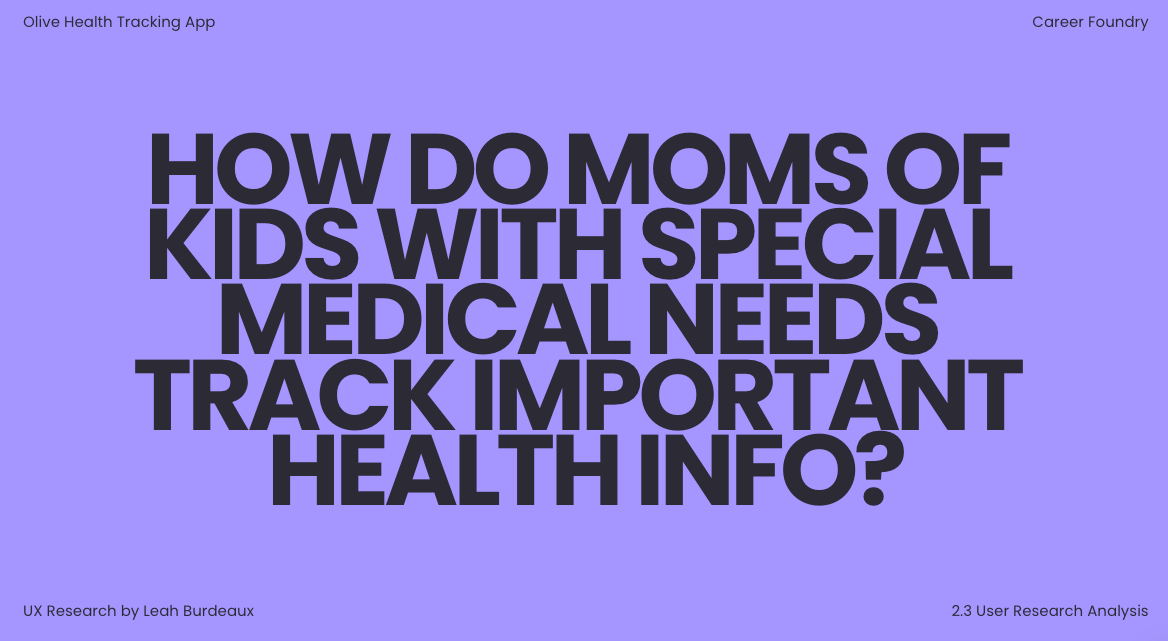 Olive Health Tracking App
Career Foundry
HOW DO MOMS OF
KIDS WITH SPECIAL
MEDICAL NEEDS
TRACK IMPORTANT
HEALTH INFO?
UX Research by Leah Burdeaux
2.3 User Research Analysis